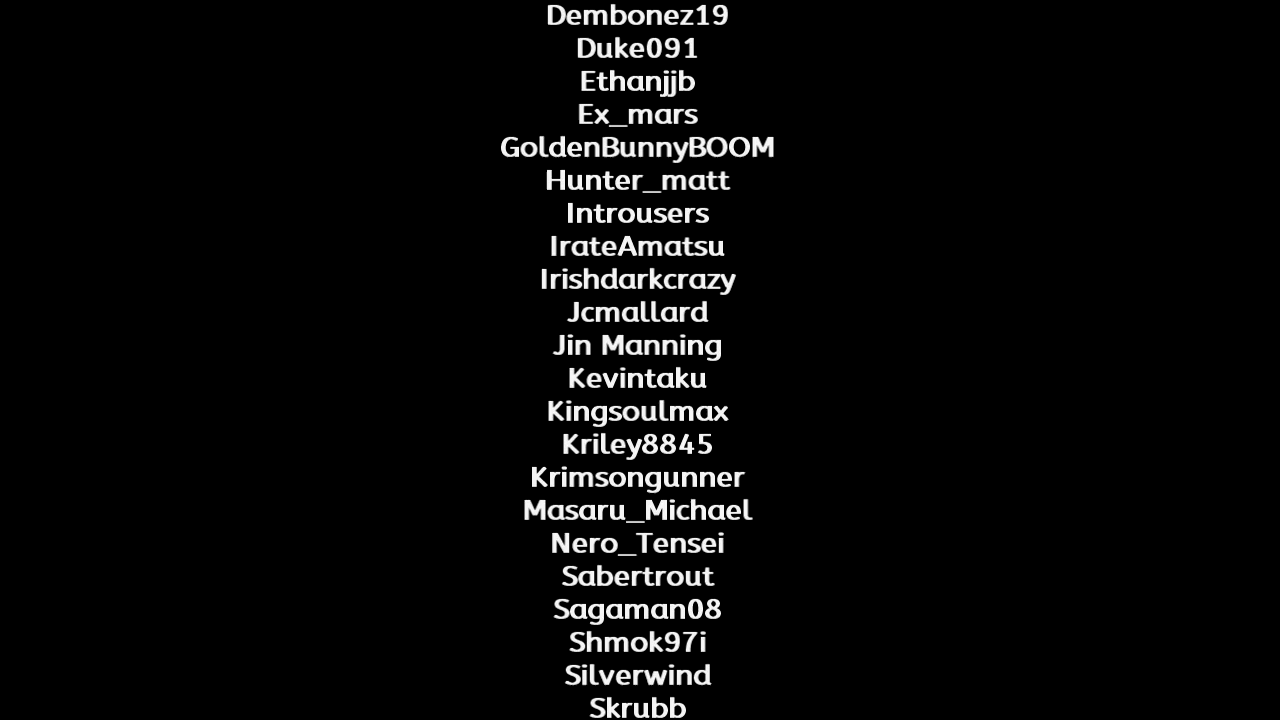 Dembonez19
Duke091
Ethanjjb
Ex_mars
GoldenBunnyBOOM
Hunter_matt
Introusers
IrateAmatsu
Irishdarkcrazy
Jcmallard
Jin Manning
Kevintaku
Kingsoulmax
Kriley8845
Krimsongunner
Masaru_Michael
Nero_Tensei
Sabertrout
Sagaman08
Shmok97i
Silverwind
Skrubb